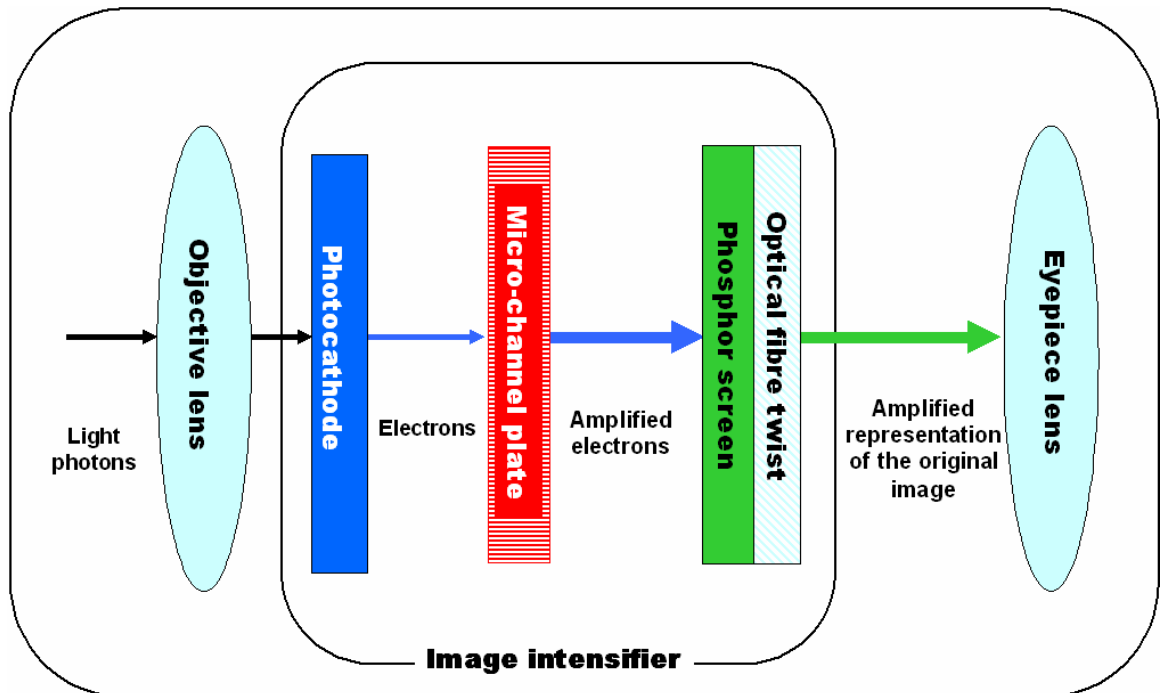 Light
photons
Objective lens
Photocathode
Electrons
Micro-channel plate
Amplified
electrons
Phosphor screen
Optical fibre twist
Amplified
representation
of the original
image
Eyepiece lens
Image intensifier